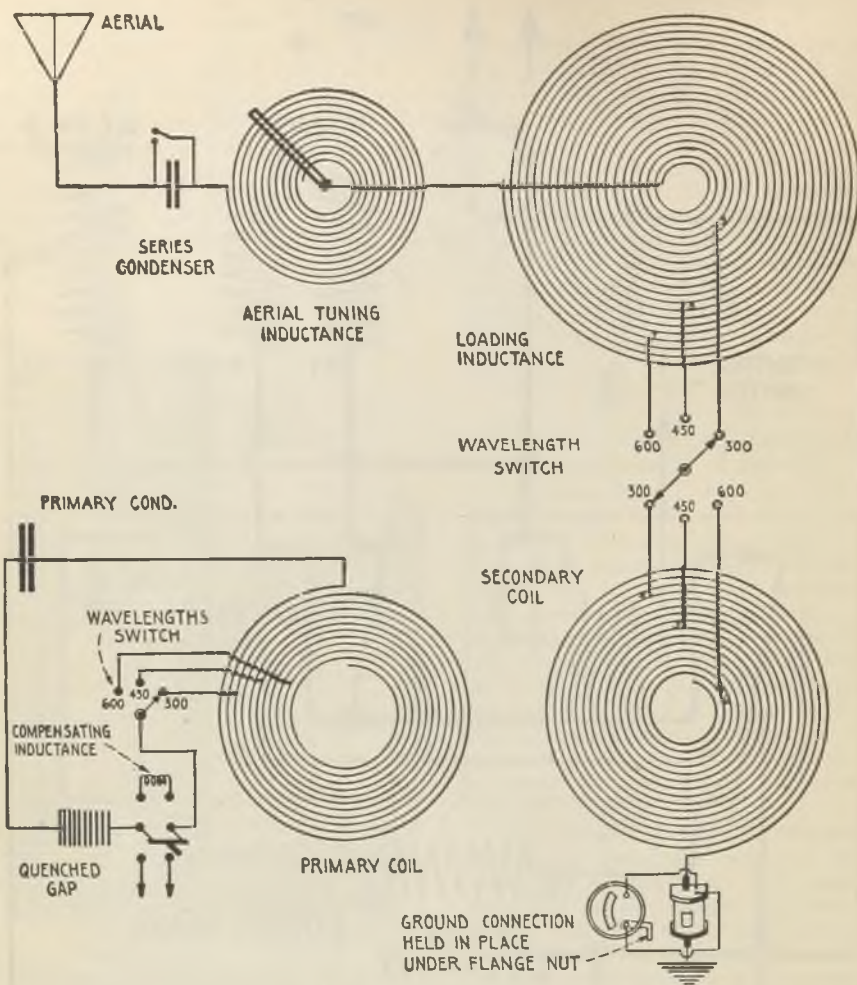 AERIAL
SERIES
CONDENSER
AERIAL TUNING
INDUCTANCE
LOADING
INDUCTANCE
600
450
300
WAVELENGTH
SWITCH
300
450
600
PRIMARY COND.
SECONDARY
COIL
WAVELENGTHS
SWITCH
600
450
300
COMPENSATING
INDUCTANCE
QUENCHED
GAP
PRIMARY COIL
GROUND CONNECTION
HELD IN PLACE
UNDER FLANGE NUT